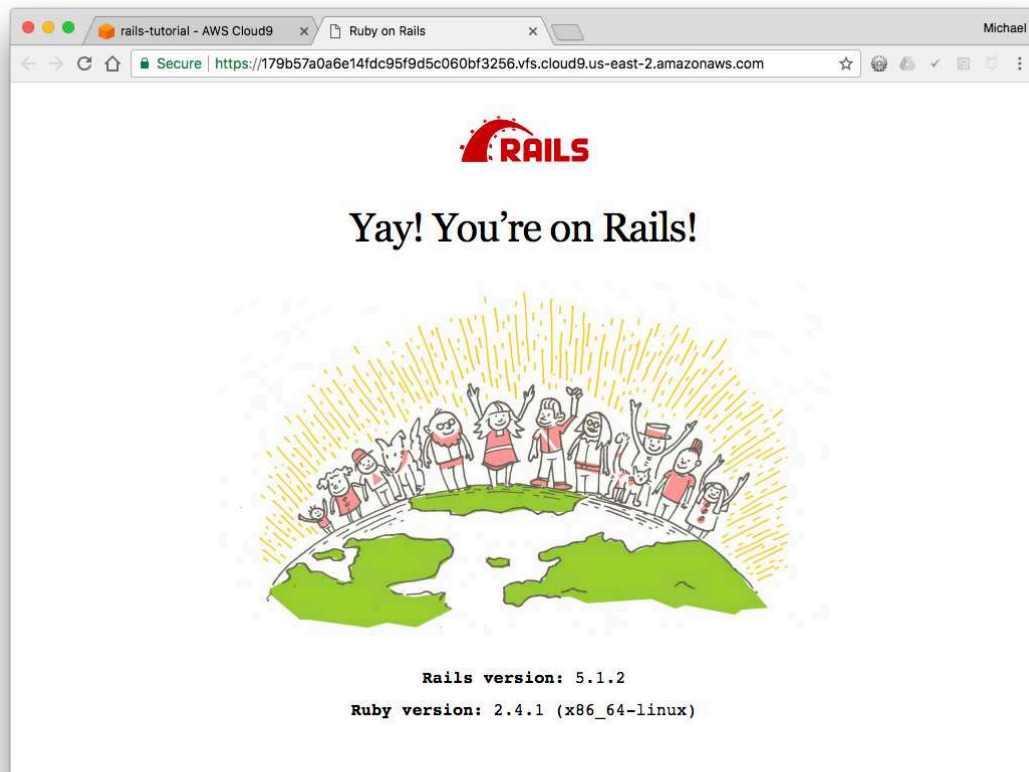 rails-tutorial - AWS Cloud9
Ruby on Rails
Michael
Secure
https://179b57a0a6e14fdc95f9d5c060bf3256.vfs.cloud9.us-east-2.amazonaws.com
RAILS
Yay! You’re on Rails!
Rails version: 5.1.2
Ruby version: 2.4.1 (x86_64-linux)